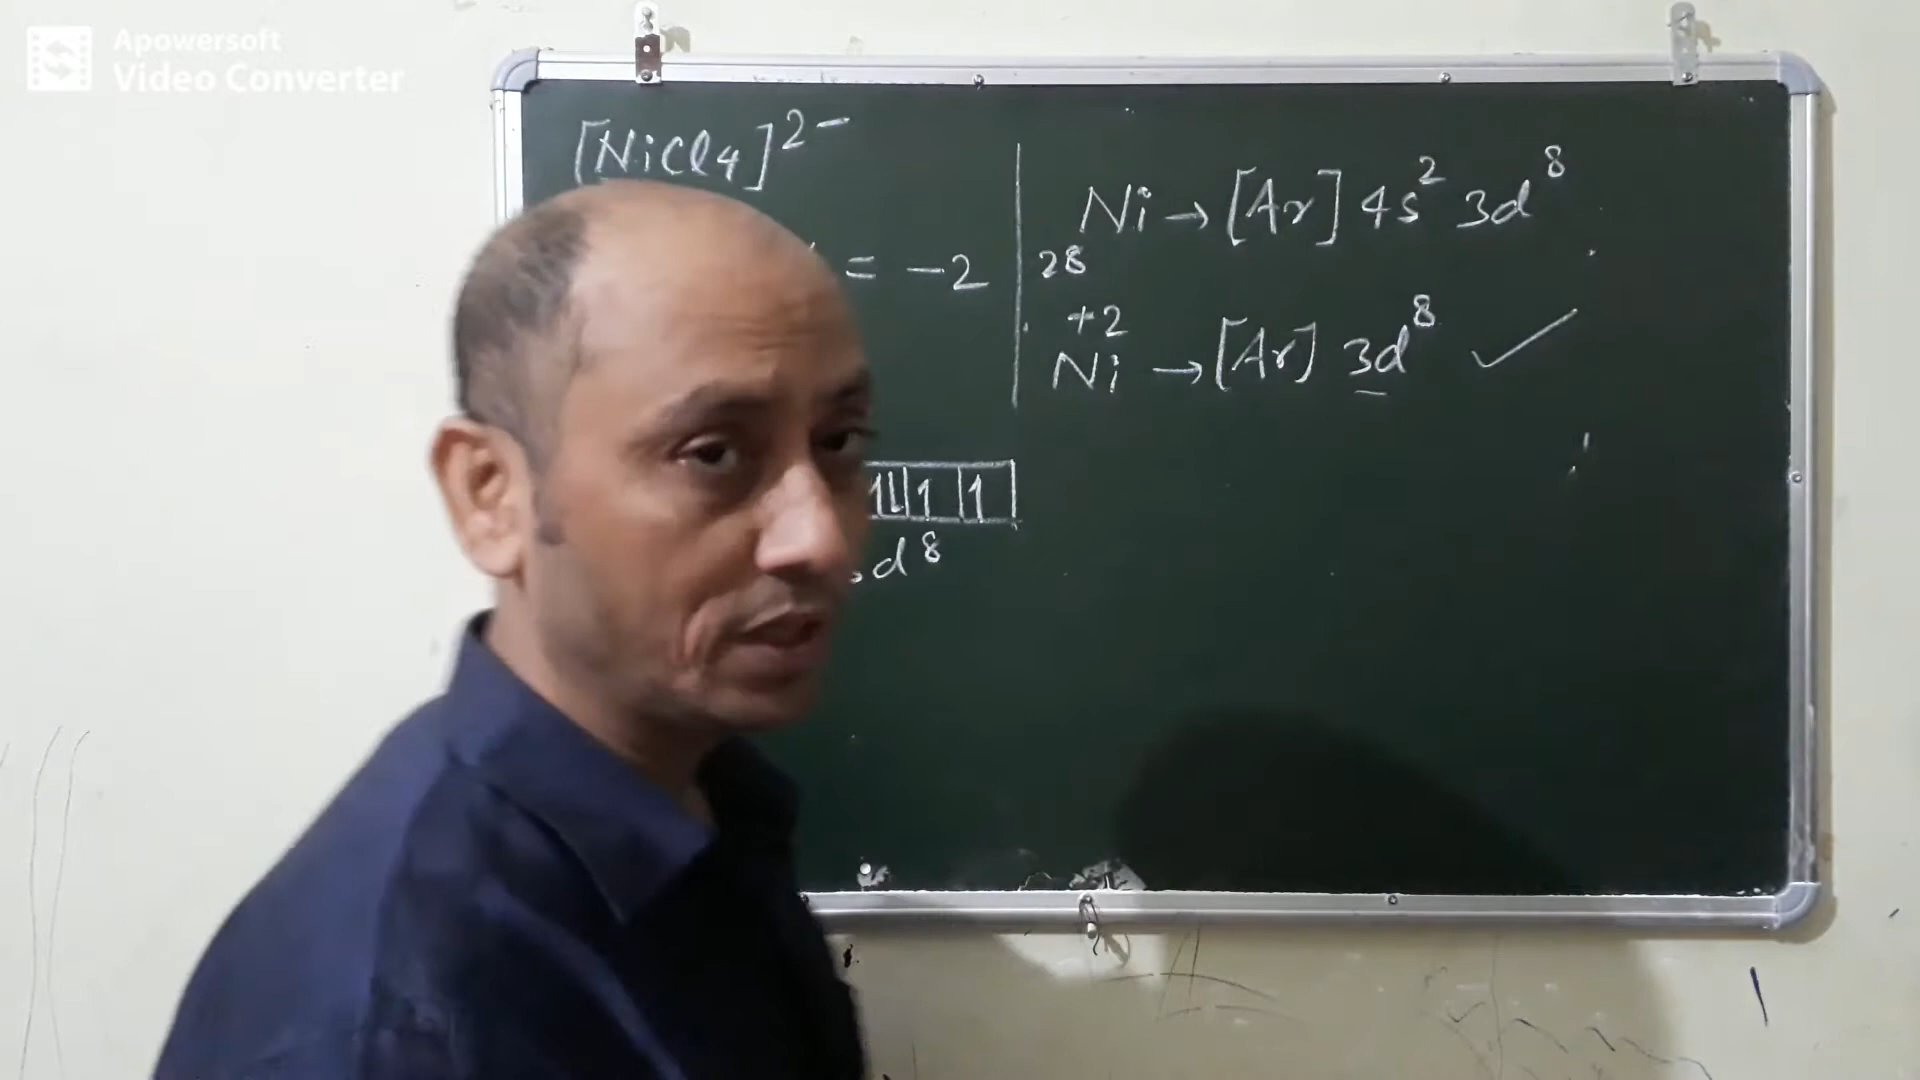 Apowersoft
Video Converter
[NiCl4]²⁻
= -2
Ni → [Ar] 4s² 3d⁸
28
+2
Ni → [Ar] 3d⁸ ✓
1L 1 1
d⁸